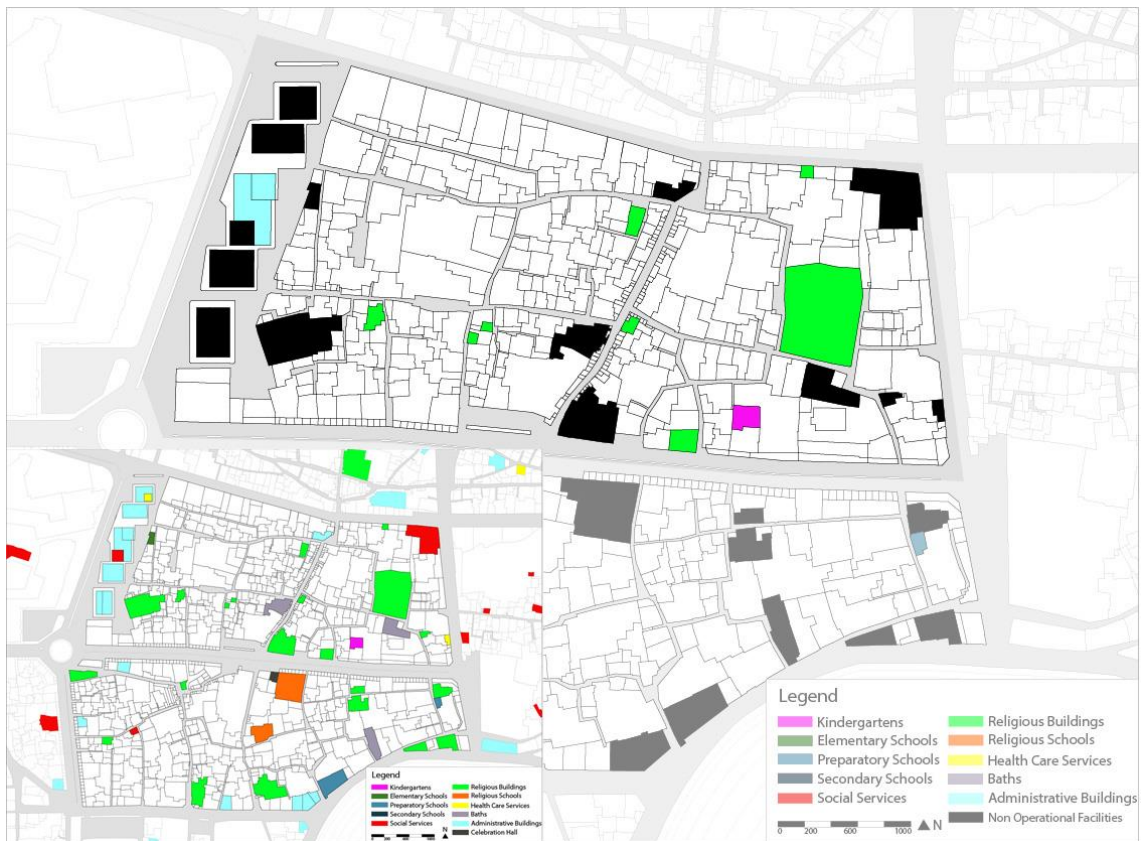 Legend
Kindergartens
Elementary Schools
Preparatory Schools
Secondary Schools
Social Services
Religious Buildings
Religious Schools
Health Care Services
Baths
Administrative Buildings
Non Operational Facilities
0 200 600 1000 N
Legend
Kindergartens
Elementary Schools
Preparatory Schools
Secondary Schools
Social Services
Religious Buildings
Religious Schools
Health Care Services
Baths
Administrative Buildings
Celebration Hall
N